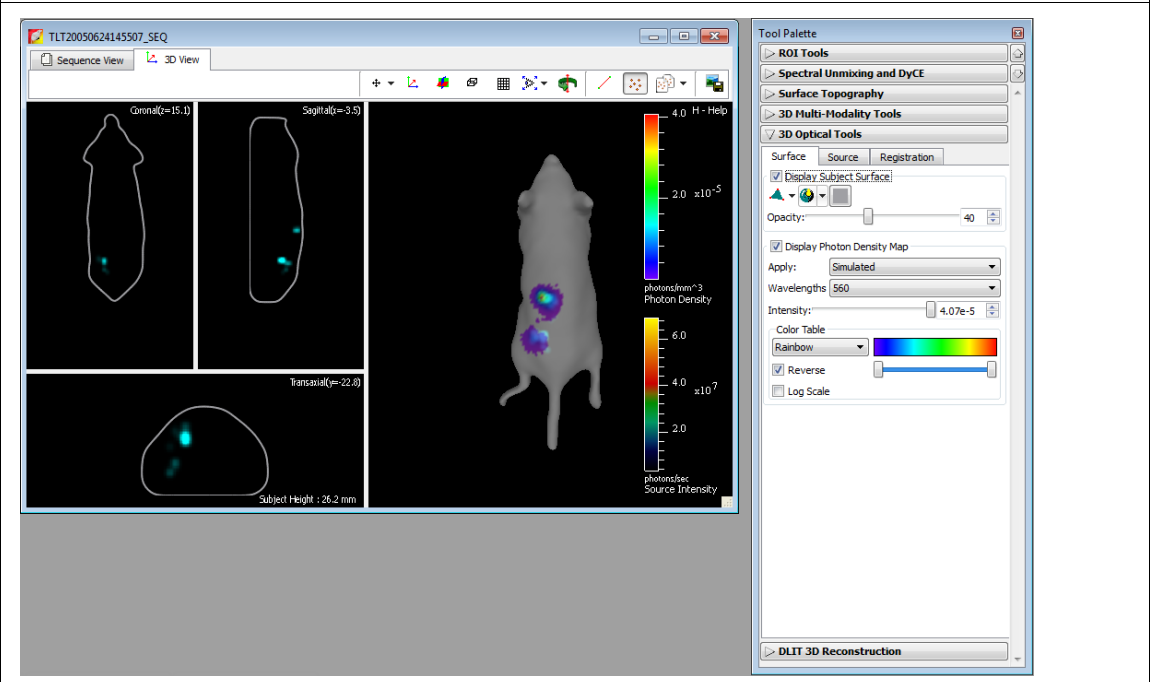 TLT20050624145507_SEQ
Sequence View
3D View
Coronal(z=15.1)
Sagittal(x=-3.5)
4.0 H - Help
2.0 x10-5
photons/mm^3
Photon Density
6.0
4.0 x10 7
2.0
photons/sec
Source Intensity
Transaxial(y=-22.8)
Subject Height : 26.2 mm
Tool Palette
ROI Tools
Spectral Unmixing and DyCE
Surface Topography
3D Multi-Modality Tools
3D Optical Tools
Surface Source Registration
Display Subject Surface
Opacity: 40
Display Photon Density Map
Apply: Simulated
Wavelengths 560
Intensity: 4.07e-5
Color Table
Rainbow
Reverse
Log Scale
DLIT 3D Reconstruction